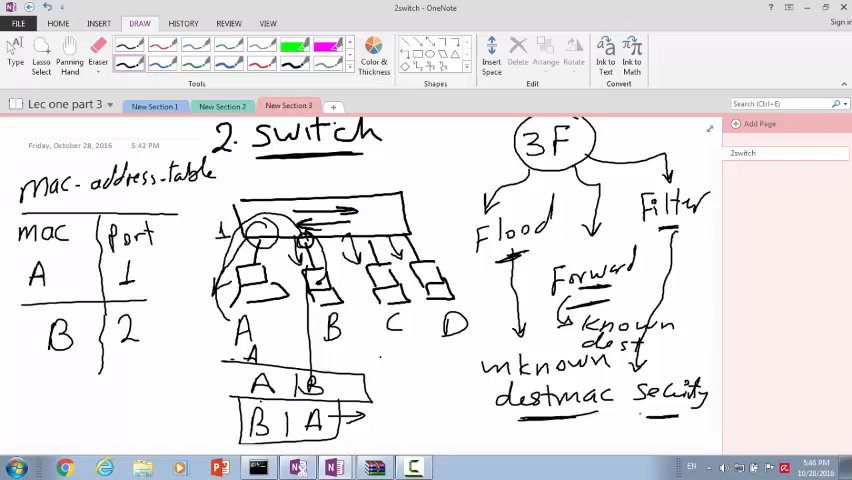 2switch - OneNote
Sign in
FILE HOME INSERT DRAW HISTORY REVIEW VIEW
Type
Lasso Select
Panning Hand
Eraser
Color & Thickness
Insert Space
Delete
Arrange
Rotate
Ink to Text
Ink to Math
Tools
Shapes
Edit
Convert
Lec one part 3
New Section 1
New Section 2
New Section 3
Search (Ctrl+E)
Add Page
2switch
Friday, October 28, 2016 5:42 PM
2. switch
3F
mac-address-table
mac port
A 1
B 2
1
A B C D
A
A | B
B | A
Flood
Forward
Filter
known
dest
unknown
destmac
security
EN
5:46 PM
10/28/2016